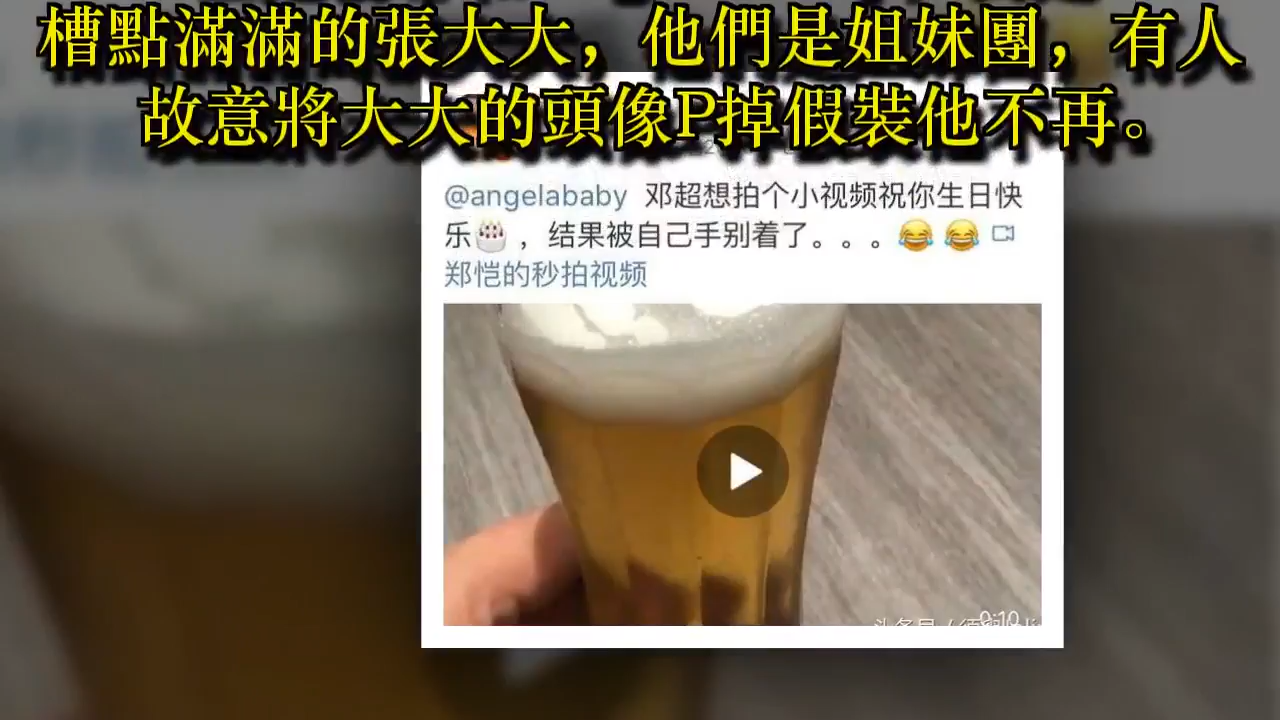 槽點滿滿的張大大，他們是姐妹團，有人
故意將大大的頭像P掉假裝他不再。
@angelababy 邓超想拍个小视频祝你生日快
乐🎂，结果被自己手别着了。。。😂 😂
郑恺的秒拍视频
0:10